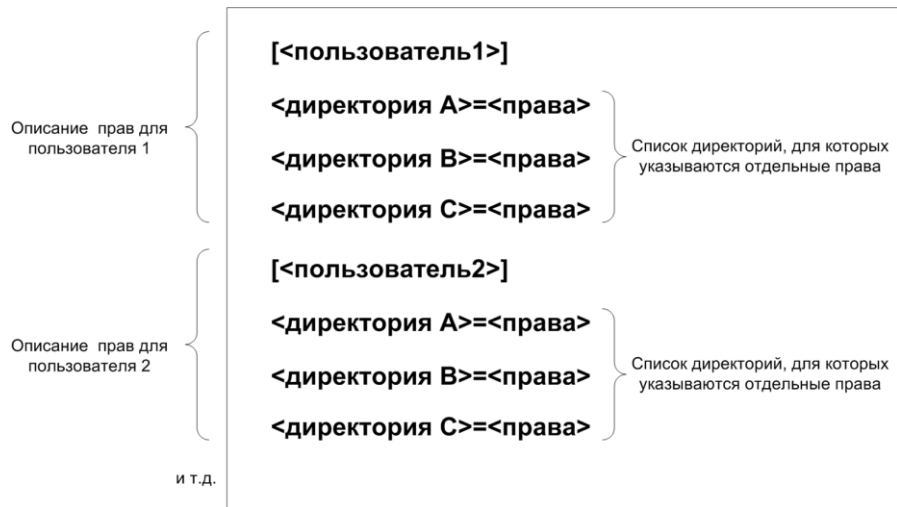 [<пользователь1>]
<директория A>=<права>
Описание прав для
пользователя 1
<директория B>=<права>
Список директорий, для которых
указываются отдельные права
<директория C>=<права>
[<пользователь2>]
<директория A>=<права>
Описание прав для
пользователя 2
<директория B>=<права>
Список директорий, для которых
указываются отдельные права
<директория C>=<права>
и т.д.